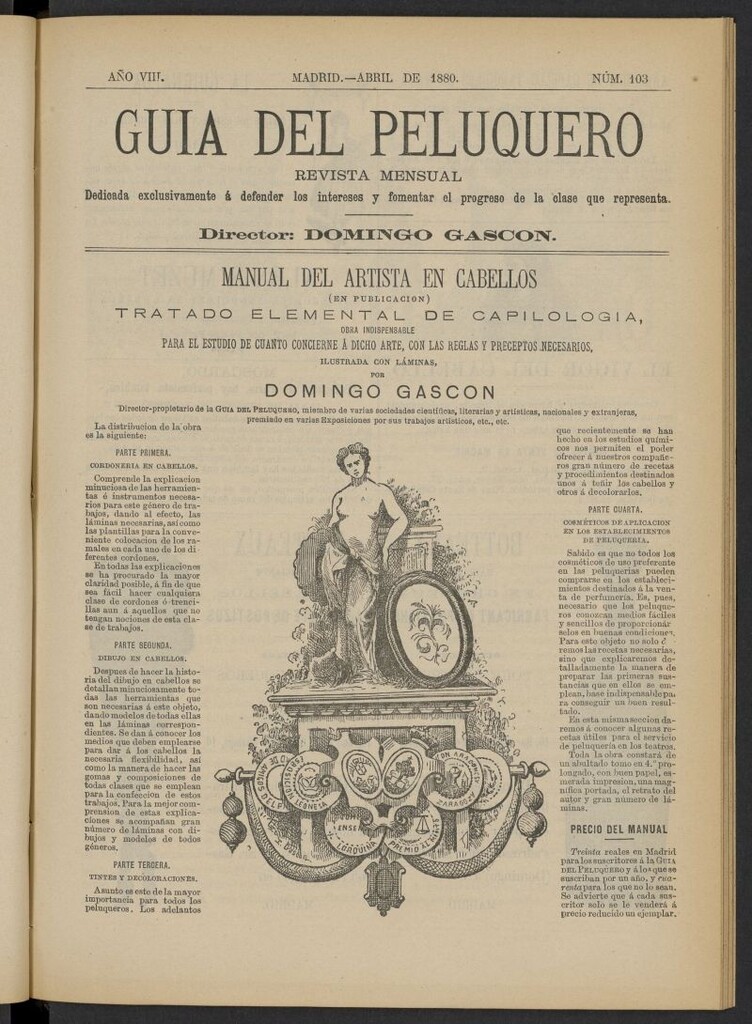 AÑO VIII. MADRID.—ABRIL DE 1880. NÚM. 103
GUIA DEL PELUQUERO
REVISTA MENSUAL
Dedicada exclusivamente á defender los intereses y fomentar el progreso de la clase que representa.
Director: DOMINGO GASCON.
MANUAL DEL ARTISTA EN CABELLOS
(EN PUBLICACION)
TRATADO ELEMENTAL DE CAPILOLOGIA,
OBRA INDISPENSABLE
PARA EL ESTUDIO DE CUANTO CONCIERNE Á DICHO ARTE, CON LAS REGLAS Y PRECEPTOS NECESARIOS,
ILUSTRADA CON LÁMINAS,
POR
DOMINGO GASCON
Director-propietario de la GUIA DEL PELUQUERO, miembro de varias sociedades científicas, literarias y artísticas, nacionales y extranjeras,
premiado en varias Exposiciones por sus trabajos artísticos, etc., etc.
La distribucion de la obra
es la siguiente:
PARTE PRIMERA.
CORDONERIA EN CABELLOS.
Comprende la explicacion
minuciosa de las herramien-
tas é instrumentos necesa-
rios para este género de tra-
bajos, dando al efecto, las
láminas necesarias, así como
las plantillas para la conve-
niente colocacion de los ra-
males en cada uno de los di-
ferentes cordones.
En todas las explicaciones
se ha procurado la mayor
claridad posible, á fin de que
sea fácil hacer cualquiera
clase de cordones ó trenci-
llas aun á aquellos que no
tengan nociones de esta cla-
se de trabajos.
PARTE SEGUNDA.
DIBUJO EN CABELLOS.
Despues de hacer la histo-
ria del dibujo en cabellos se
detallan minuciosamente to-
das las herramientas que
son necesarias á este objeto,
dando modelos de todas ellas
en las láminas correspon-
dientes. Se dán á conocer los
medios que deben emplearse
para dar á los cabellos la
necesaria flexibilidad, así
como la manera de hacer las
gomas y composiciones de
todas clases que se emplean
para la confección de estos
trabajos. Para la mejor com-
prension de estas explica-
ciones se acompañan gran
número de láminas con di-
bujos y modelos de todos
géneros.
PARTE TERCERA.
TINTES Y DECOLORACIONES.
Asunto es este de la mayor
importancia para todos los
peluqueros. Los adelantos
LEONESA
ZARAGOZA
LORQUINA
PREMIO AL ARTE
que recientemente se han
hecho en los estudios quími-
cos nos permiten el poder
ofrecer á nuestros compañe-
ros gran número de recetas
y procedimientos destinados
unos á teñir los cabellos y
otros á decolorarlos.
PARTE CUARTA.
COSMÉTICOS DE APLICACION
EN LOS ESTABLECIMIENTOS
DE PELUQUERIA.
Sabido es que no todos los
cosméticos de uso preferente
en las peluquerias pueden
comprarse en los estableci-
mientos destinados á la ven-
ta de perfumería. Es, pues,
necesario que los peluque-
ros conozcan medios fáciles
y sencillos de proporcionár
selos en buenas condiciones.
Para este objeto no solo da-
remos las recetas necesarias,
sino que explicaremos de-
talladamente la manera de
preparar las primeras sus-
tancias que en ellos se em-
plean, base indispensable pa-
ra conseguir un buen resul-
tado.
En esta misma seccion da-
remos á conocer algunas re-
cetas útiles para el servicio
de peluquería en los teatros.
Toda la obra constará de
un abultado tomo en 4.º pro-
longado, con buen papel, es-
merada impresion, una mag-
nífica portada, el retrato del
autor y gran número de lá-
minas.
PRECIO DEL MANUAL
Treinta reales en Madrid
para los suscritores á la GUIA
DEL PELUQUERO y á los que se
suscriban por un año, y cua-
renta para los que no lo sean.
Se advierte que á cada sus-
critor solo se le venderá á
precio reducido un ejemplar.